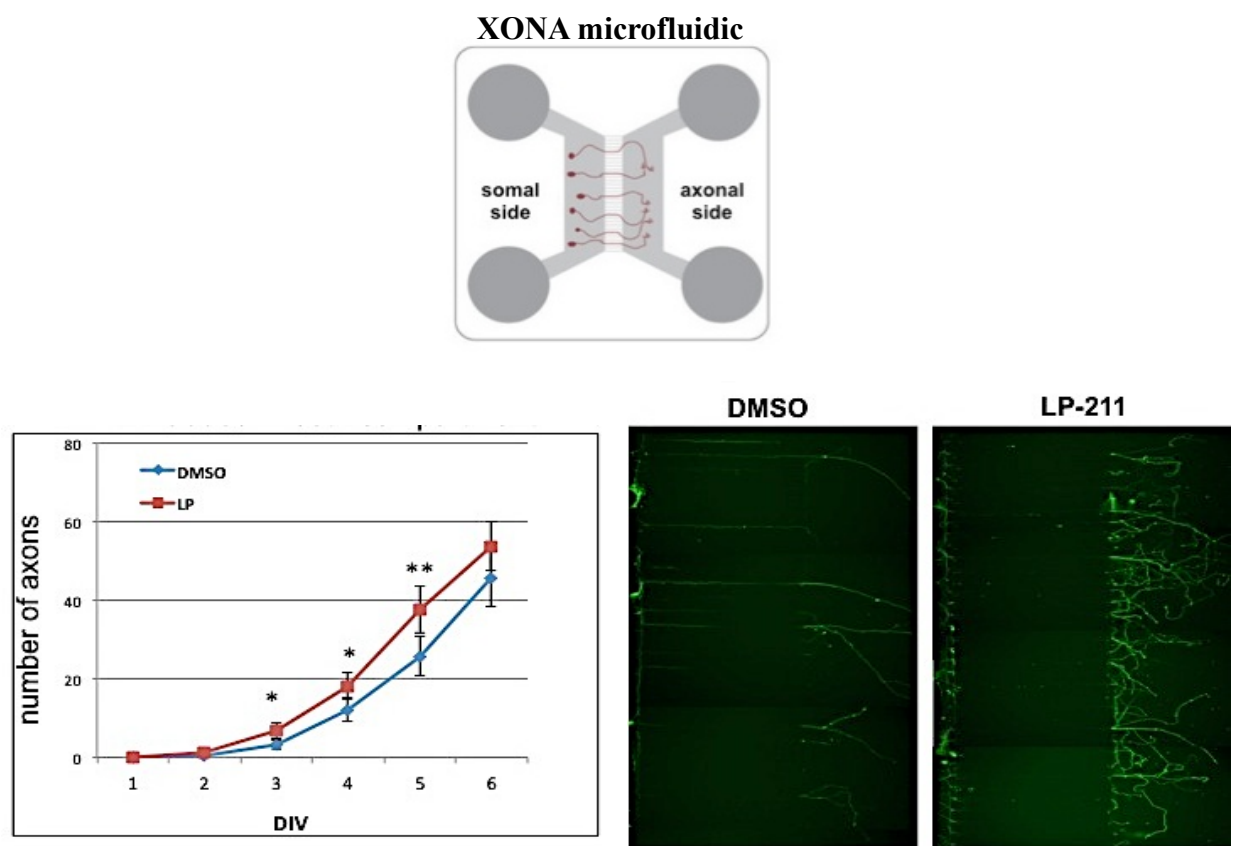 XONA microfluidic
somal
side
axonal
side
DMSO
LP-211
80
60
40
20
0
number of axons
DMSO
LP
*
*
**
1 2 3 4 5 6
DIV